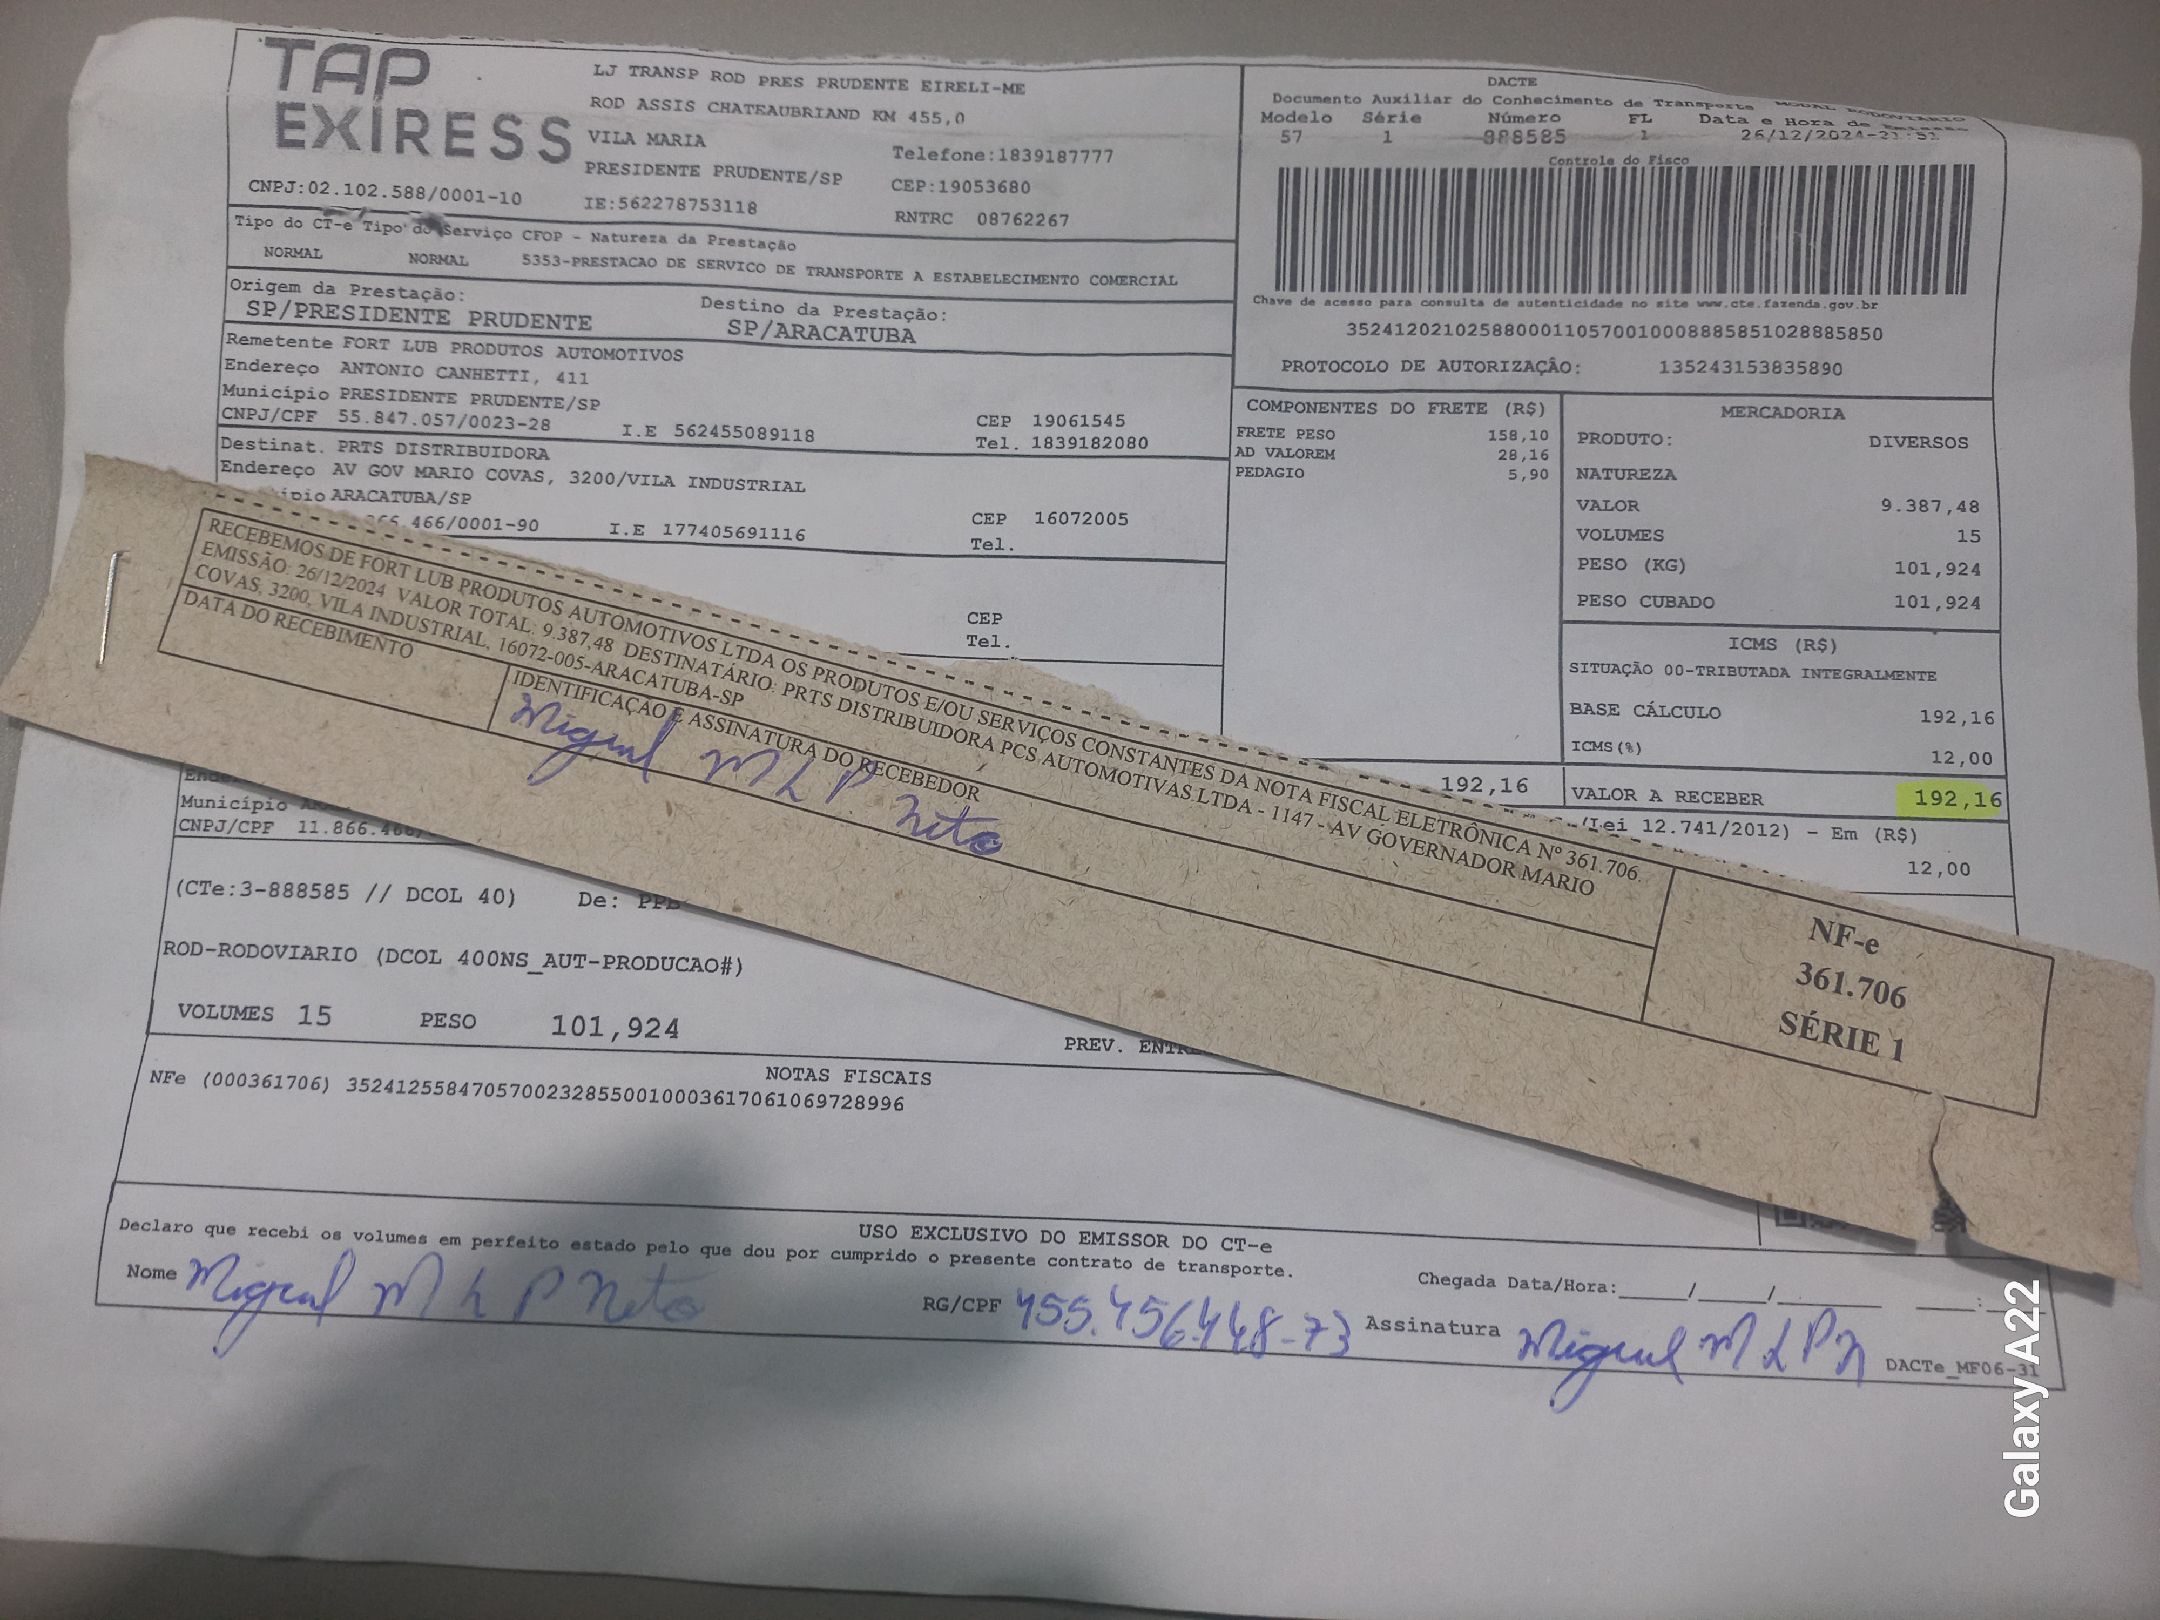 TAP
EXIRESS
CNPJ:02.102.588/0001-10
LJ TRANSP ROD PRES PRUDENTE EIRELI-ME
ROD ASSIS CHATEAUBRIAND KM 455,0
VILA MARIA
Telefone:1839187777
PRESIDENTE PRUDENTE/SP
CEP:19053680
IE:562278753118
RNTRC 08762267
DACTE
Documento Auxiliar do Conhecimento de Transporte MODAL RODOVIARIO
Modelo Série Número FL Data e Hora de Emissão
57 1 888585 1 26/12/2024-21:51
Controle do Fisco
Chave de acesso para consulta de autenticidade no site www.cte.fazenda.gov.br
35241202102588000110570010008885851028885850
PROTOCOLO DE AUTORIZAÇÂO: 135243153835890
Tipo do CT-e Tipo do Serviço CFOP - Natureza da Prestação
NORMAL NORMAL 5353-PRESTACAO DE SERVICO DE TRANSPORTE A ESTABELECIMENTO COMERCIAL
Origem da Prestação: Destino da Prestação:
SP/PRESIDENTE PRUDENTE SP/ARACATUBA
Remetente FORT LUB PRODUTOS AUTOMOTIVOS
Endereço ANTONIO CANHETTI, 411
Município PRESIDENTE PRUDENTE/SP CEP 19061545
CNPJ/CPF 55.847.057/0023-28 I.E 562455089118 Tel. 1839182080
Destinat. PRTS DISTRIBUIDORA
Endereço AV GOV MARIO COVAS, 3200/VILA INDUSTRIAL
ARACATUBA/SP CEP 16072005
466/0001-90 I.E 177405691116 Tel.
CEP
Tel.
COMPONENTES DO FRETE (R$)
FRETE PESO 158,10
AD VALOREM 28,16
PEDAGIO 5,90
192,16
MERCADORIA
PRODUTO: DIVERSOS
NATUREZA
VALOR 9.387,48
VOLUMES 15
PESO (KG) 101,924
PESO CUBADO 101,924
ICMS (R$)
SITUAÇÃO 00-TRIBUTADA INTEGRALMENTE
BASE CÁLCULO 192,16
ICMS(%) 12,00
VALOR A RECEBER 192,16
(Lei 12.741/2012) - Em (R$)
12,00
RECEBEMOS DE FORT LUB PRODUTOS AUTOMOTIVOS LTDA OS PRODUTOS E/OU SERVIÇOS CONSTANTES DA NOTA FISCAL ELETRÔNICA Nº 361.706.
EMISSÃO: 26/12/2024 VALOR TOTAL: 9.387,48 DESTINATÁRIO: PRTS DISTRIBUIDORA PCS AUTOMOTIVAS LTDA - 1147 - AV GOVERNADOR MARIO
COVAS, 3200, VILA INDUSTRIAL, 16072-005-ARACATUBA-SP
DATA DO RECEBIMENTO
IDENTIFICAÇÃO E ASSINATURA DO RECEBEDOR
Miguel M L P Neto
NF-e
361.706
SÉRIE 1
Município
CNPJ/CPF 11.866.466/
(CTe:3-888585 // DCOL 40) De: PPB
ROD-RODOVIARIO (DCOL 400NS_AUT-PRODUCAO#)
VOLUMES 15 PESO 101,924
PREV.
NOTAS FISCAIS
NFe (000361706) 35241255847057002328550010003617061069728996
USO EXCLUSIVO DO EMISSOR DO CT-e
Declaro que recebi os volumes em perfeito estado pelo que dou por cumprido o presente contrato de transporte.
Chegada Data/Hora:_____/_____/_________ _____:___
Nome Miguel M L P Neto RG/CPF 455.456.448-73 Assinatura Miguel M L P N
DACTe_MF06-31
Galaxy A22